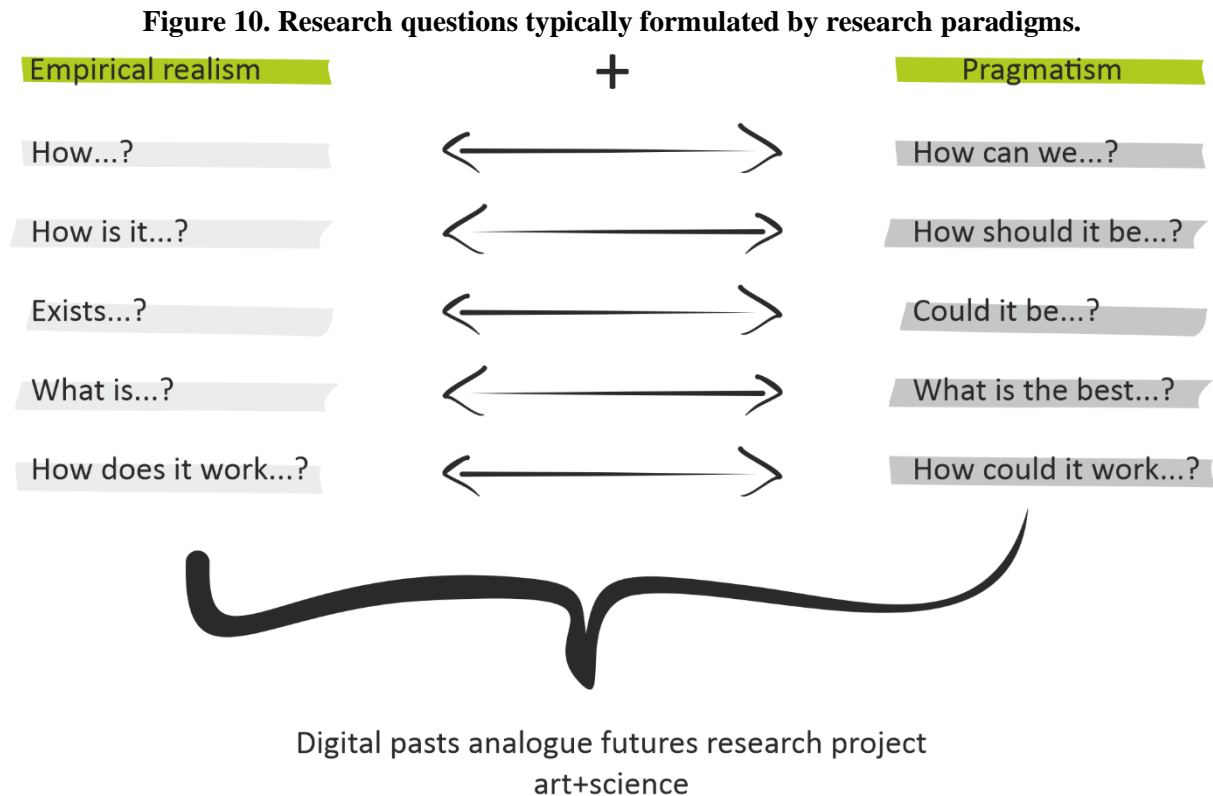 Figure 10. Research questions typically formulated by research paradigms.
Empirical realism + Pragmatism
How...? How can we...?
How is it...? How should it be...?
Exists...? Could it be...?
What is...? What is the best...?
How does it work...? How could it work...?
Digital pasts analogue futures research project
art+science